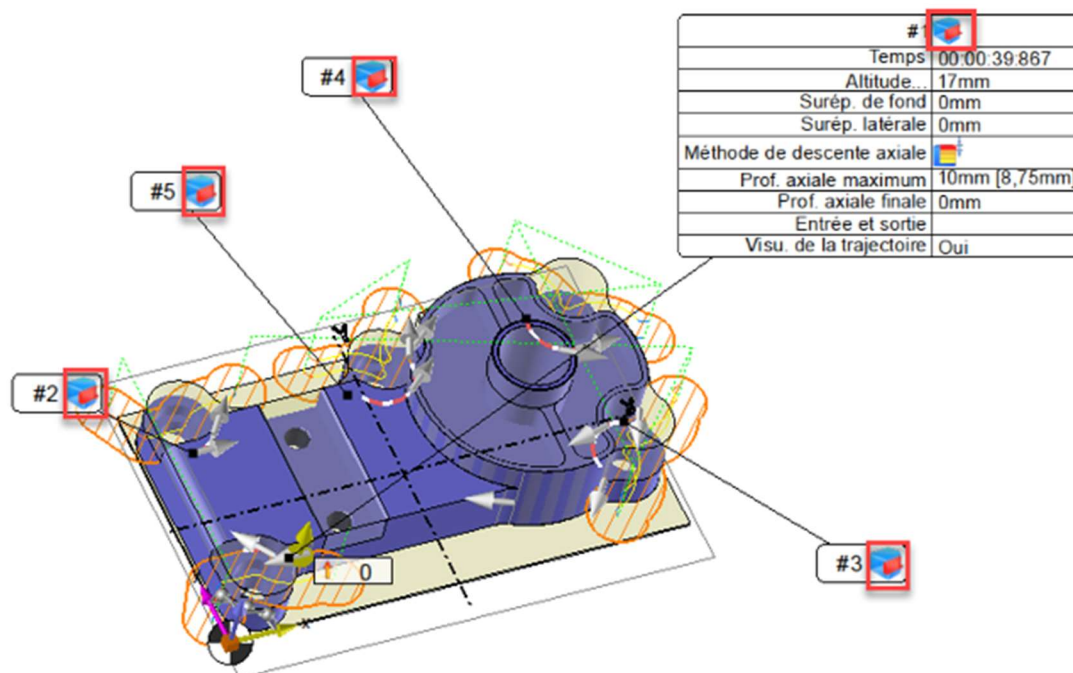 #1
Temps 00:00:39:867
Altitude... 17mm
Surép. de fond 0mm
Surép. latérale 0mm
Méthode de descente axiale
Prof. axiale maximum 10mm [8,75mm]
Prof. axiale finale 0mm
Entrée et sortie
Visu. de la trajectoire Oui
#4
#5
#2
#3
0
x